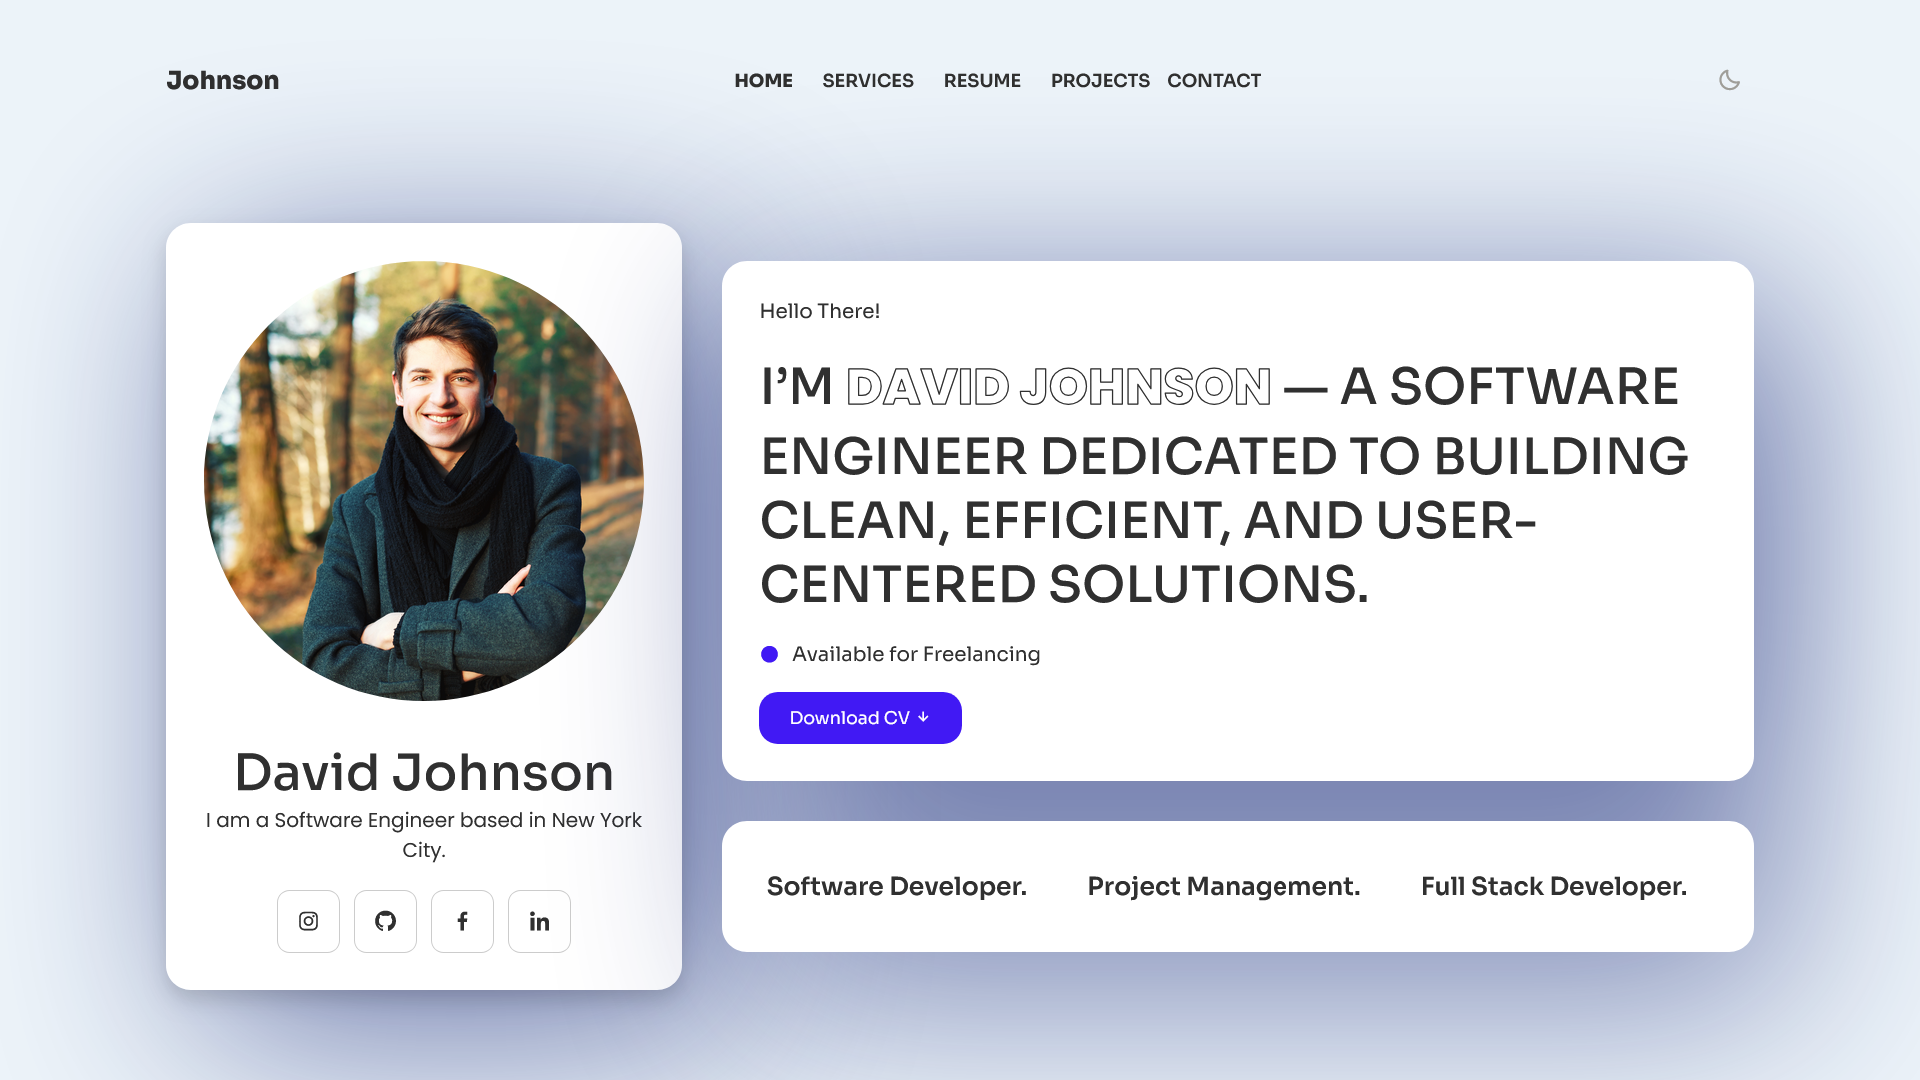 Johnson
HOME SERVICES RESUME PROJECTS CONTACT
David Johnson
I am a Software Engineer based in New York
City.
Hello There!
I’M DAVID JOHNSON — A SOFTWARE
ENGINEER DEDICATED TO BUILDING
CLEAN, EFFICIENT, AND USER-
CENTERED SOLUTIONS.
Available for Freelancing
Download CV
Software Developer. Project Management. Full Stack Developer.